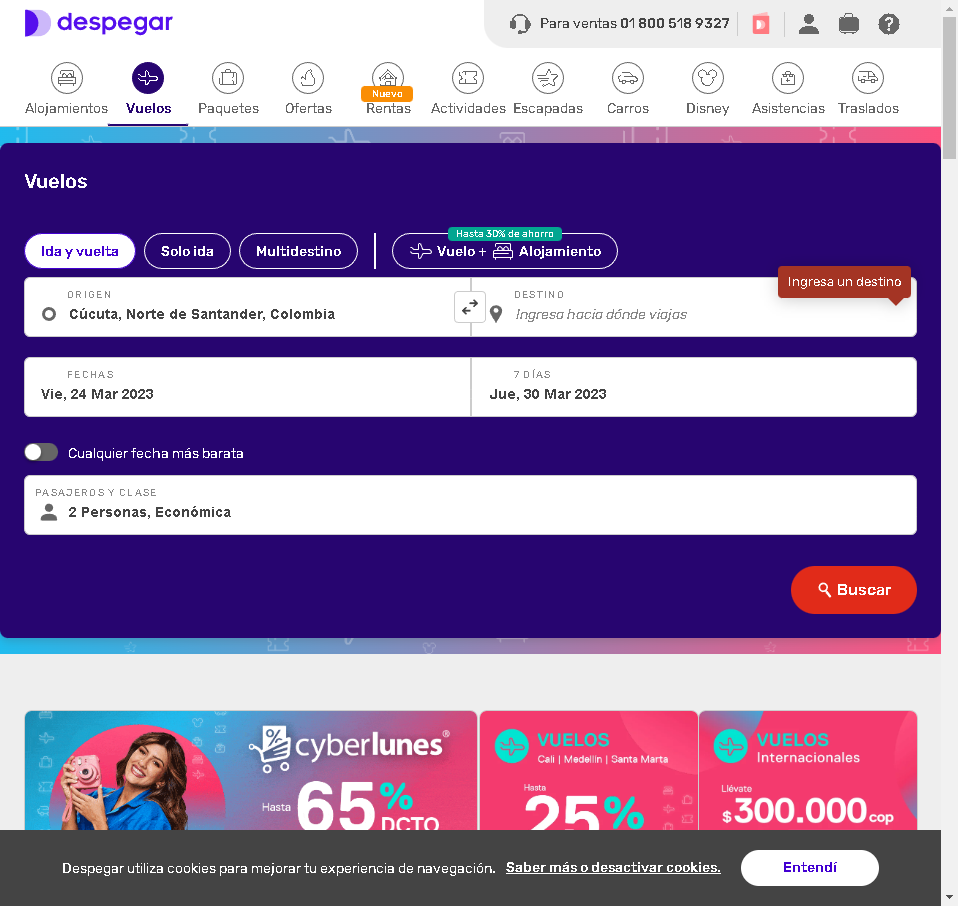 despegar
Para ventas 01 800 518 9327
Alojamientos
Vuelos
Paquetes
Ofertas
Nuevo
Rentas
Actividades
Escapadas
Carros
Disney
Asistencias
Traslados
Vuelos
Hasta 30% de ahorro
Ida y vuelta
Solo ida
Multidestino
Vuelo + Alojamiento
Ingresa un destino
ORIGEN
Cúcuta, Norte de Santander, Colombia
DESTINO
Ingresa hacia dónde viajas
FECHAS
Vie, 24 Mar 2023
7 DÍAS
Jue, 30 Mar 2023
Cualquier fecha más barata
PASAJEROS Y CLASE
2 Personas, Económica
Buscar
cyberlunes®
Hasta 65% DCTO
VUELOS
Cali | Medellín | Santa Marta
Hasta
25%
VUELOS
Internacionales
Llévate
$300.000 cop
Despegar utiliza cookies para mejorar tu experiencia de navegación. Saber más o desactivar cookies.
Entendí